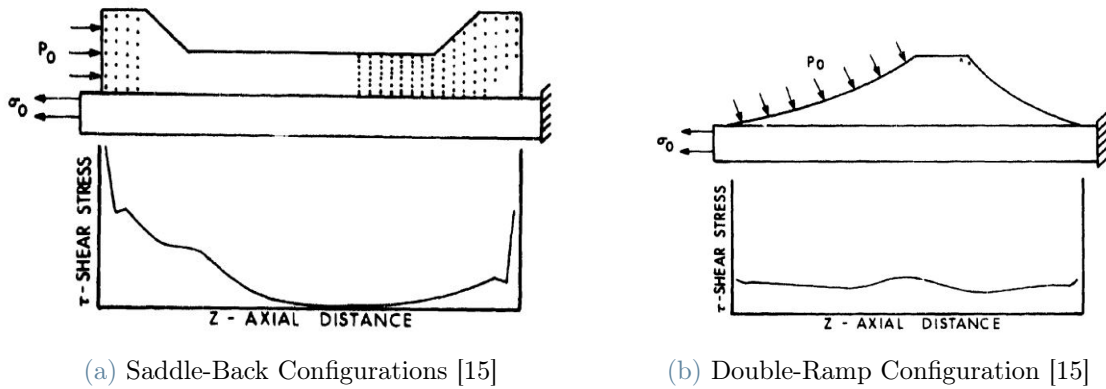 P₀
σ₀
τ-SHEAR STRESS
Z - AXIAL DISTANCE
(a) Saddle-Back Configurations [15]
P₀
σ₀
τ-SHEAR STRESS
Z - AXIAL DISTANCE
(b) Double-Ramp Configuration [15]